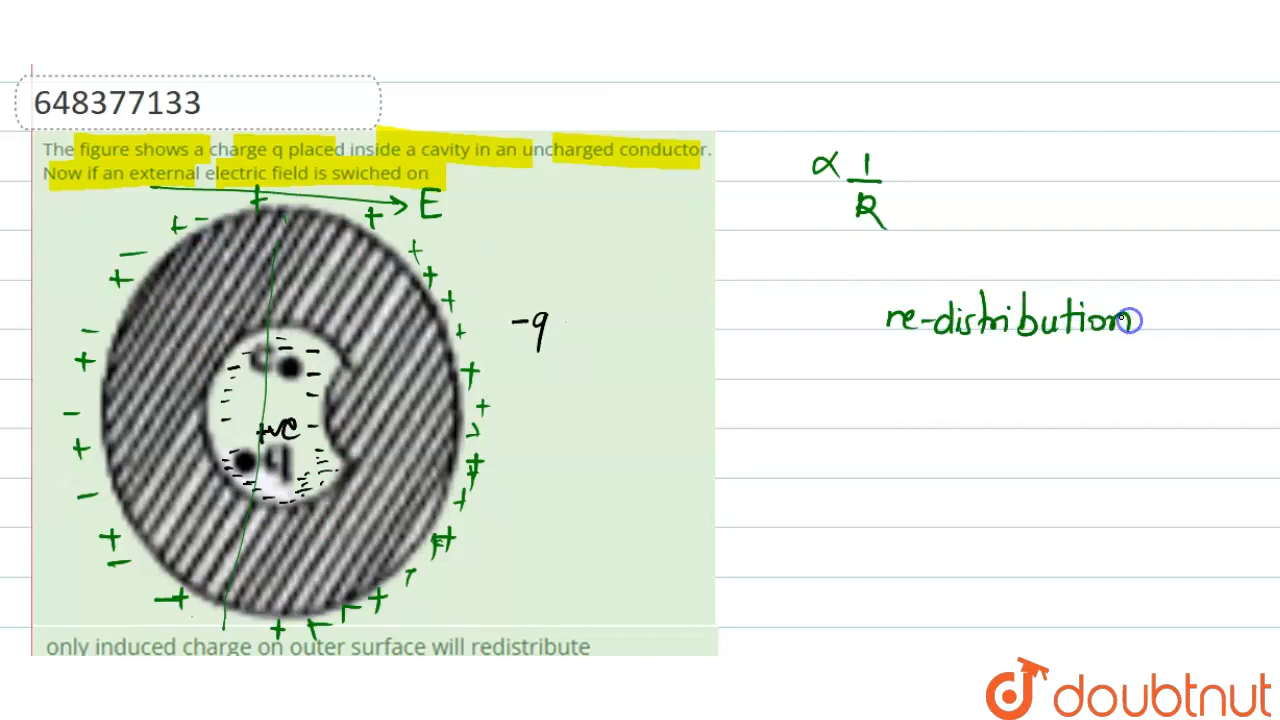 648377133
The figure shows a charge q placed inside a cavity in an uncharged conductor.
Now if an external electric field is swiched on
E
C
+ve
q
-q
∝ 1/R
re-distribution
only induced charge on outer surface will redistribute
doubtnut